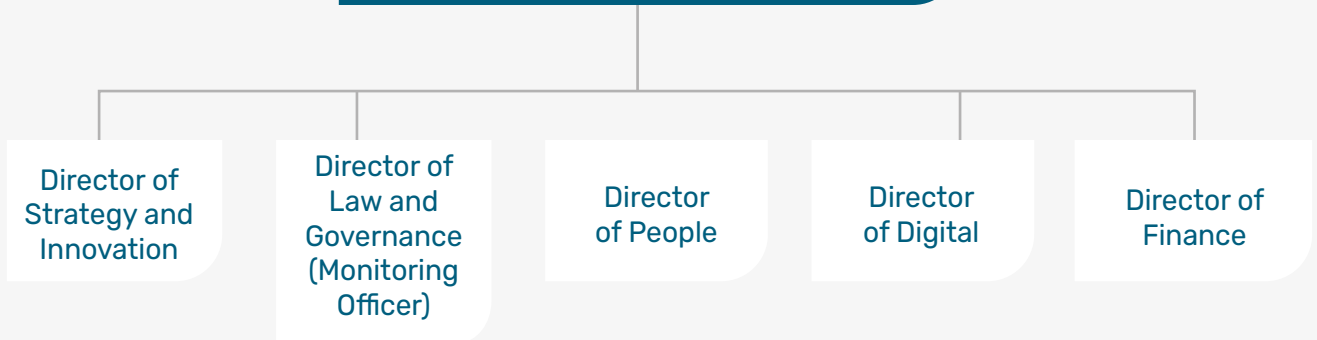 Director of
Strategy and
Innovation
Director of
Law and
Governance
(Monitoring
Officer)
Director
of People
Director
of Digital
Director of
Finance